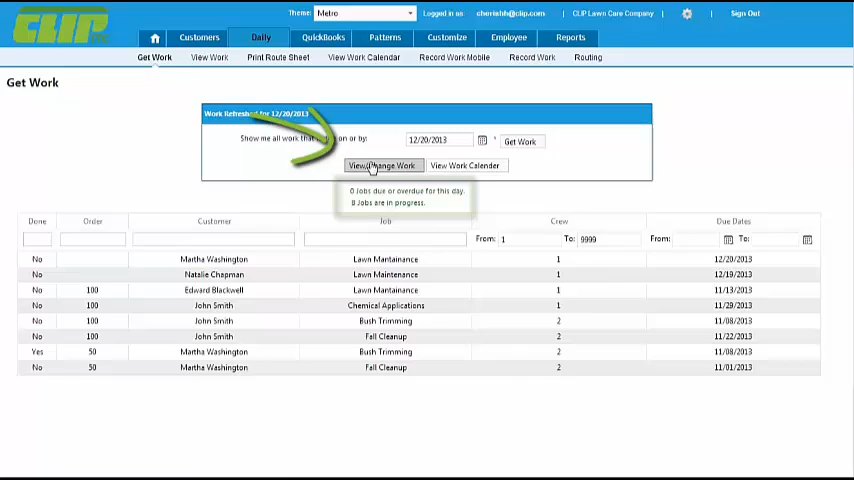 CLIP
Theme: Metro Logged in as cherishh@clip.com | CLIP Lawn Care Company | | Sign Out
Customers Daily QuickBooks Patterns Customize Employee Reports
Get Work View Work Print Route Sheet View Work Calendar Record Work Mobile Record Work Routing
Get Work
Work Refreshed for 12/20/2013
Show me all work that on or by: 12/20/2013 * Get Work
View/Change Work View Work Calender
0 Jobs due or overdue for this day.
8 Jobs are in progress.
Done Order Customer Job Crew Due Dates
From: 1 To: 9999 From: To:
No Martha Washington Lawn Mantainance 1 12/20/2013
No Natalie Chapman Lawn Maintenance 1 12/19/2013
No 100 Edward Blackwell Lawn Mantainance 1 11/13/2013
No 100 John Smith Chemical Applications 1 11/29/2013
No 100 John Smith Bush Trimming 2 11/08/2013
No 100 John Smith Fall Cleanup 2 11/22/2013
Yes 50 Martha Washington Bush Trimming 2 11/08/2013
No 50 Martha Washington Fall Cleanup 2 11/01/2013